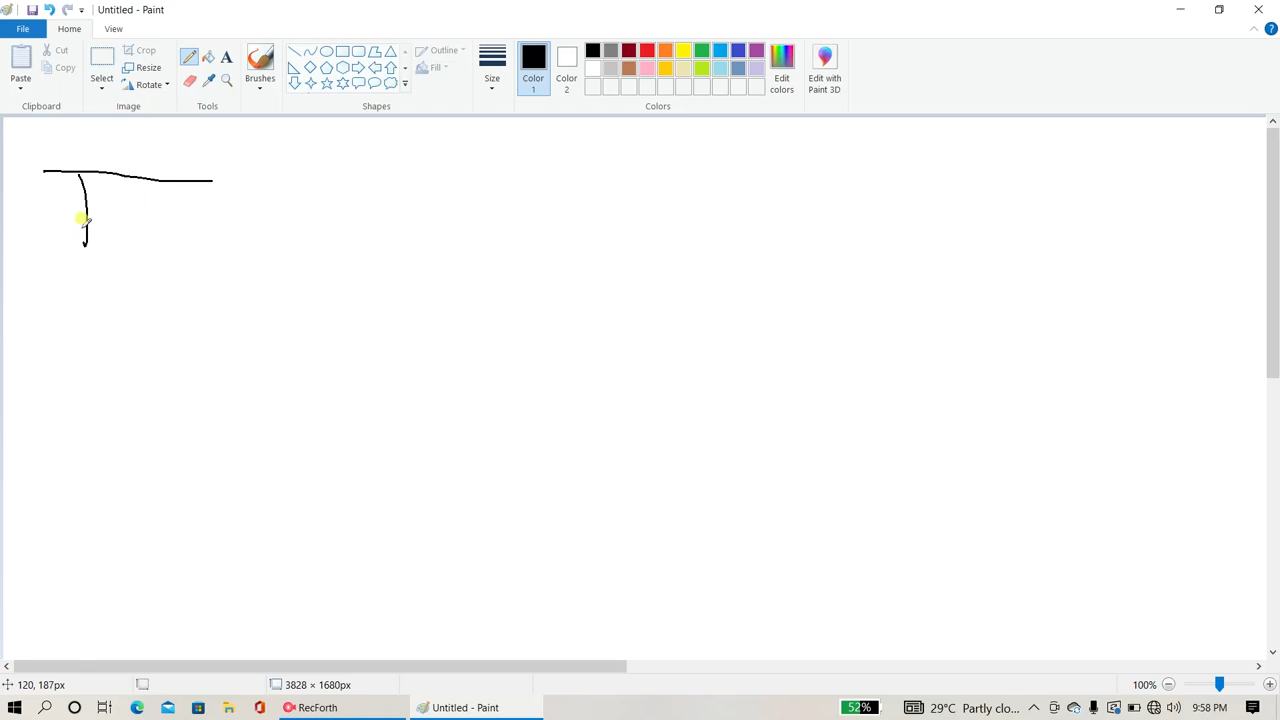 Untitled - Paint
File
Home
View
Paste
Cut
Copy
Clipboard
Select
Crop
Resize
Rotate
Image
Tools
Brushes
Shapes
Outline
Fill
Size
Color 1
Color 2
Edit colors
Colors
Edit with Paint 3D
120, 187px
3828 × 1680px
100%
RecForth
Untitled - Paint
52%
29°C Partly clo...
9:58 PM